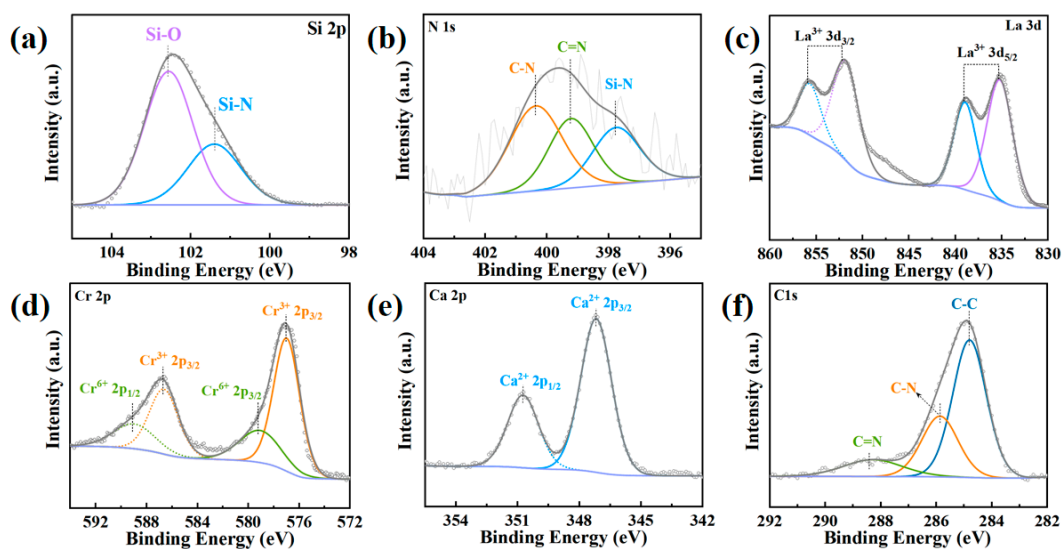 (a)
Si 2p
Si-O
Si-N
Intensity (a.u.)
104 102 100 98
Binding Energy (eV)
(b)
N 1s
C=N
C-N
Si-N
Intensity (a.u.)
404 402 400 398 396
Binding Energy (eV)
(c)
La 3d
La³⁺ 3d₃/₂
La³⁺ 3d₅/₂
Intensity (a.u.)
860 855 850 845 840 835 830
Binding Energy (eV)
(d)
Cr 2p
Cr³⁺ 2p₃/₂
Cr³⁺ 2p₃/₂
Cr⁶⁺ 2p₁/₂
Cr⁶⁺ 2p₃/₂
Intensity (a.u.)
592 588 584 580 576 572
Binding Energy (eV)
(e)
Ca 2p
Ca²⁺ 2p₃/₂
Ca²⁺ 2p₁/₂
Intensity (a.u.)
354 351 348 345 342
Binding Energy (eV)
(f)
C1s
C-C
C-N
C=N
Intensity (a.u.)
292 290 288 286 284 282
Binding Energy (eV)